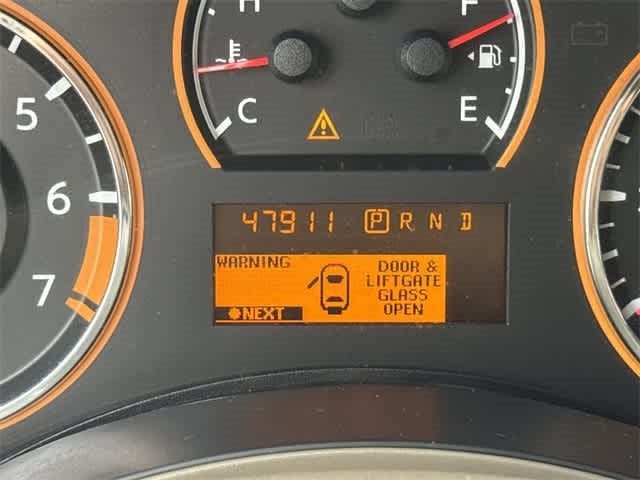 H
F
C
E
5
6
7
47911 P R N D
WARNING
DOOR &
LIFTGATE
GLASS
OPEN
NEXT